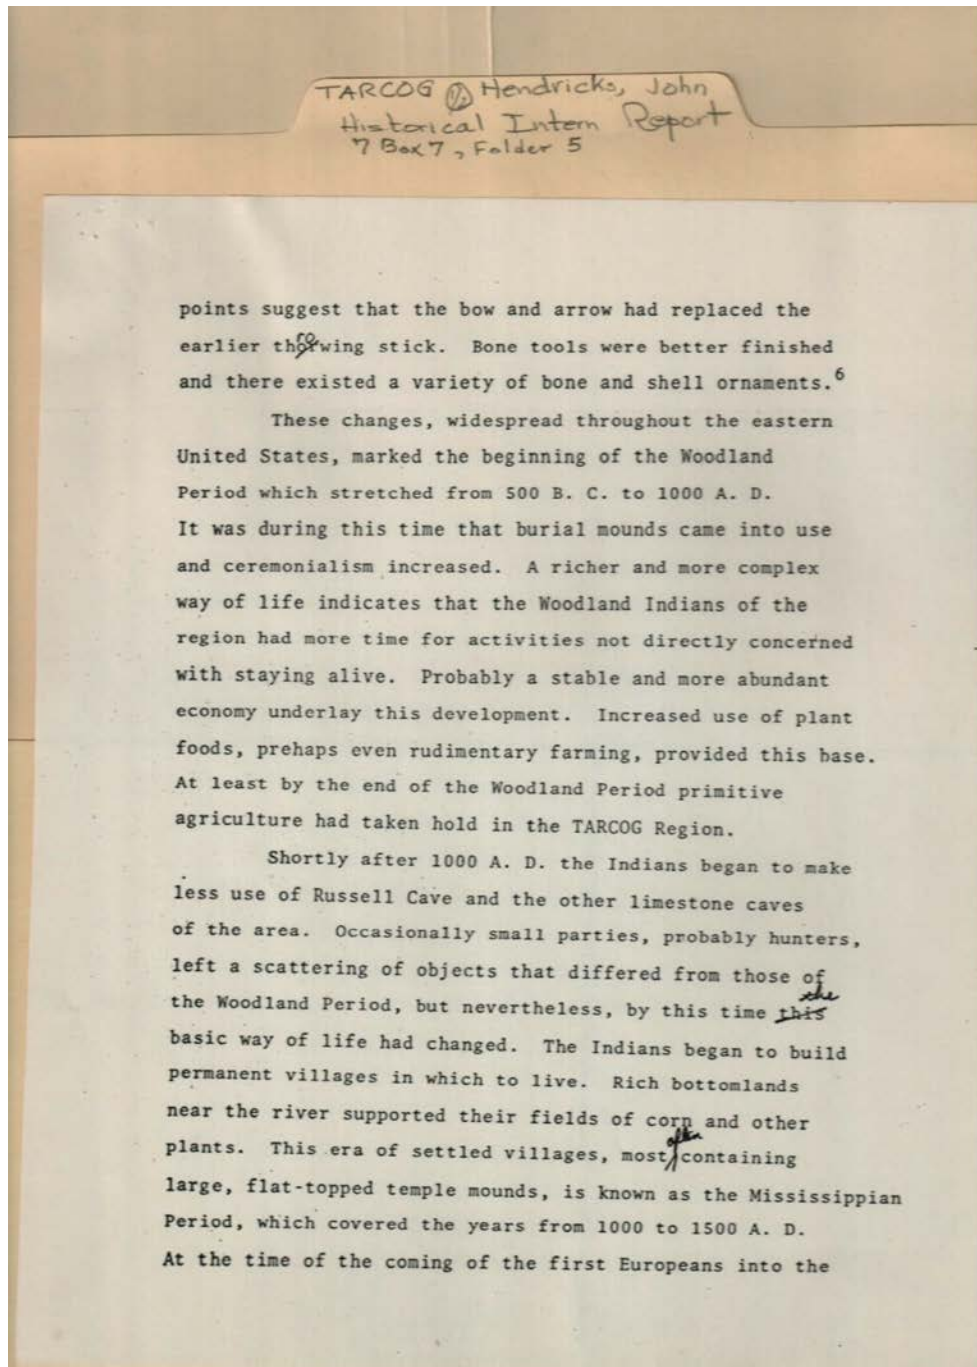 TARCOG 1/2 Hendricks, John
Historical Intern Report
7 Box 7, Folder 5
points suggest that the bow and arrow had replaced the
earlier throwing stick. Bone tools were better finished
and there existed a variety of bone and shell ornaments.6
These changes, widespread throughout the eastern
United States, marked the beginning of the Woodland
Period which stretched from 500 B. C. to 1000 A. D.
It was during this time that burial mounds came into use
and ceremonialism increased. A richer and more complex
way of life indicates that the Woodland Indians of the
region had more time for activities not directly concerned
with staying alive. Probably a stable and more abundant
economy underlay this development. Increased use of plant
foods, prehaps even rudimentary farming, provided this base.
At least by the end of the Woodland Period primitive
agriculture had taken hold in the TARCOG Region.
Shortly after 1000 A. D. the Indians began to make
less use of Russell Cave and the other limestone caves
of the area. Occasionally small parties, probably hunters,
left a scattering of objects that differed from those of
the
the Woodland Period, but nevertheless, by this time this
basic way of life had changed. The Indians began to build
permanent villages in which to live. Rich bottomlands
near the river supported their fields of corn and other
often
plants. This era of settled villages, most containing
large, flat-topped temple mounds, is known as the Mississippian
Period, which covered the years from 1000 to 1500 A. D.
At the time of the coming of the first Europeans into the